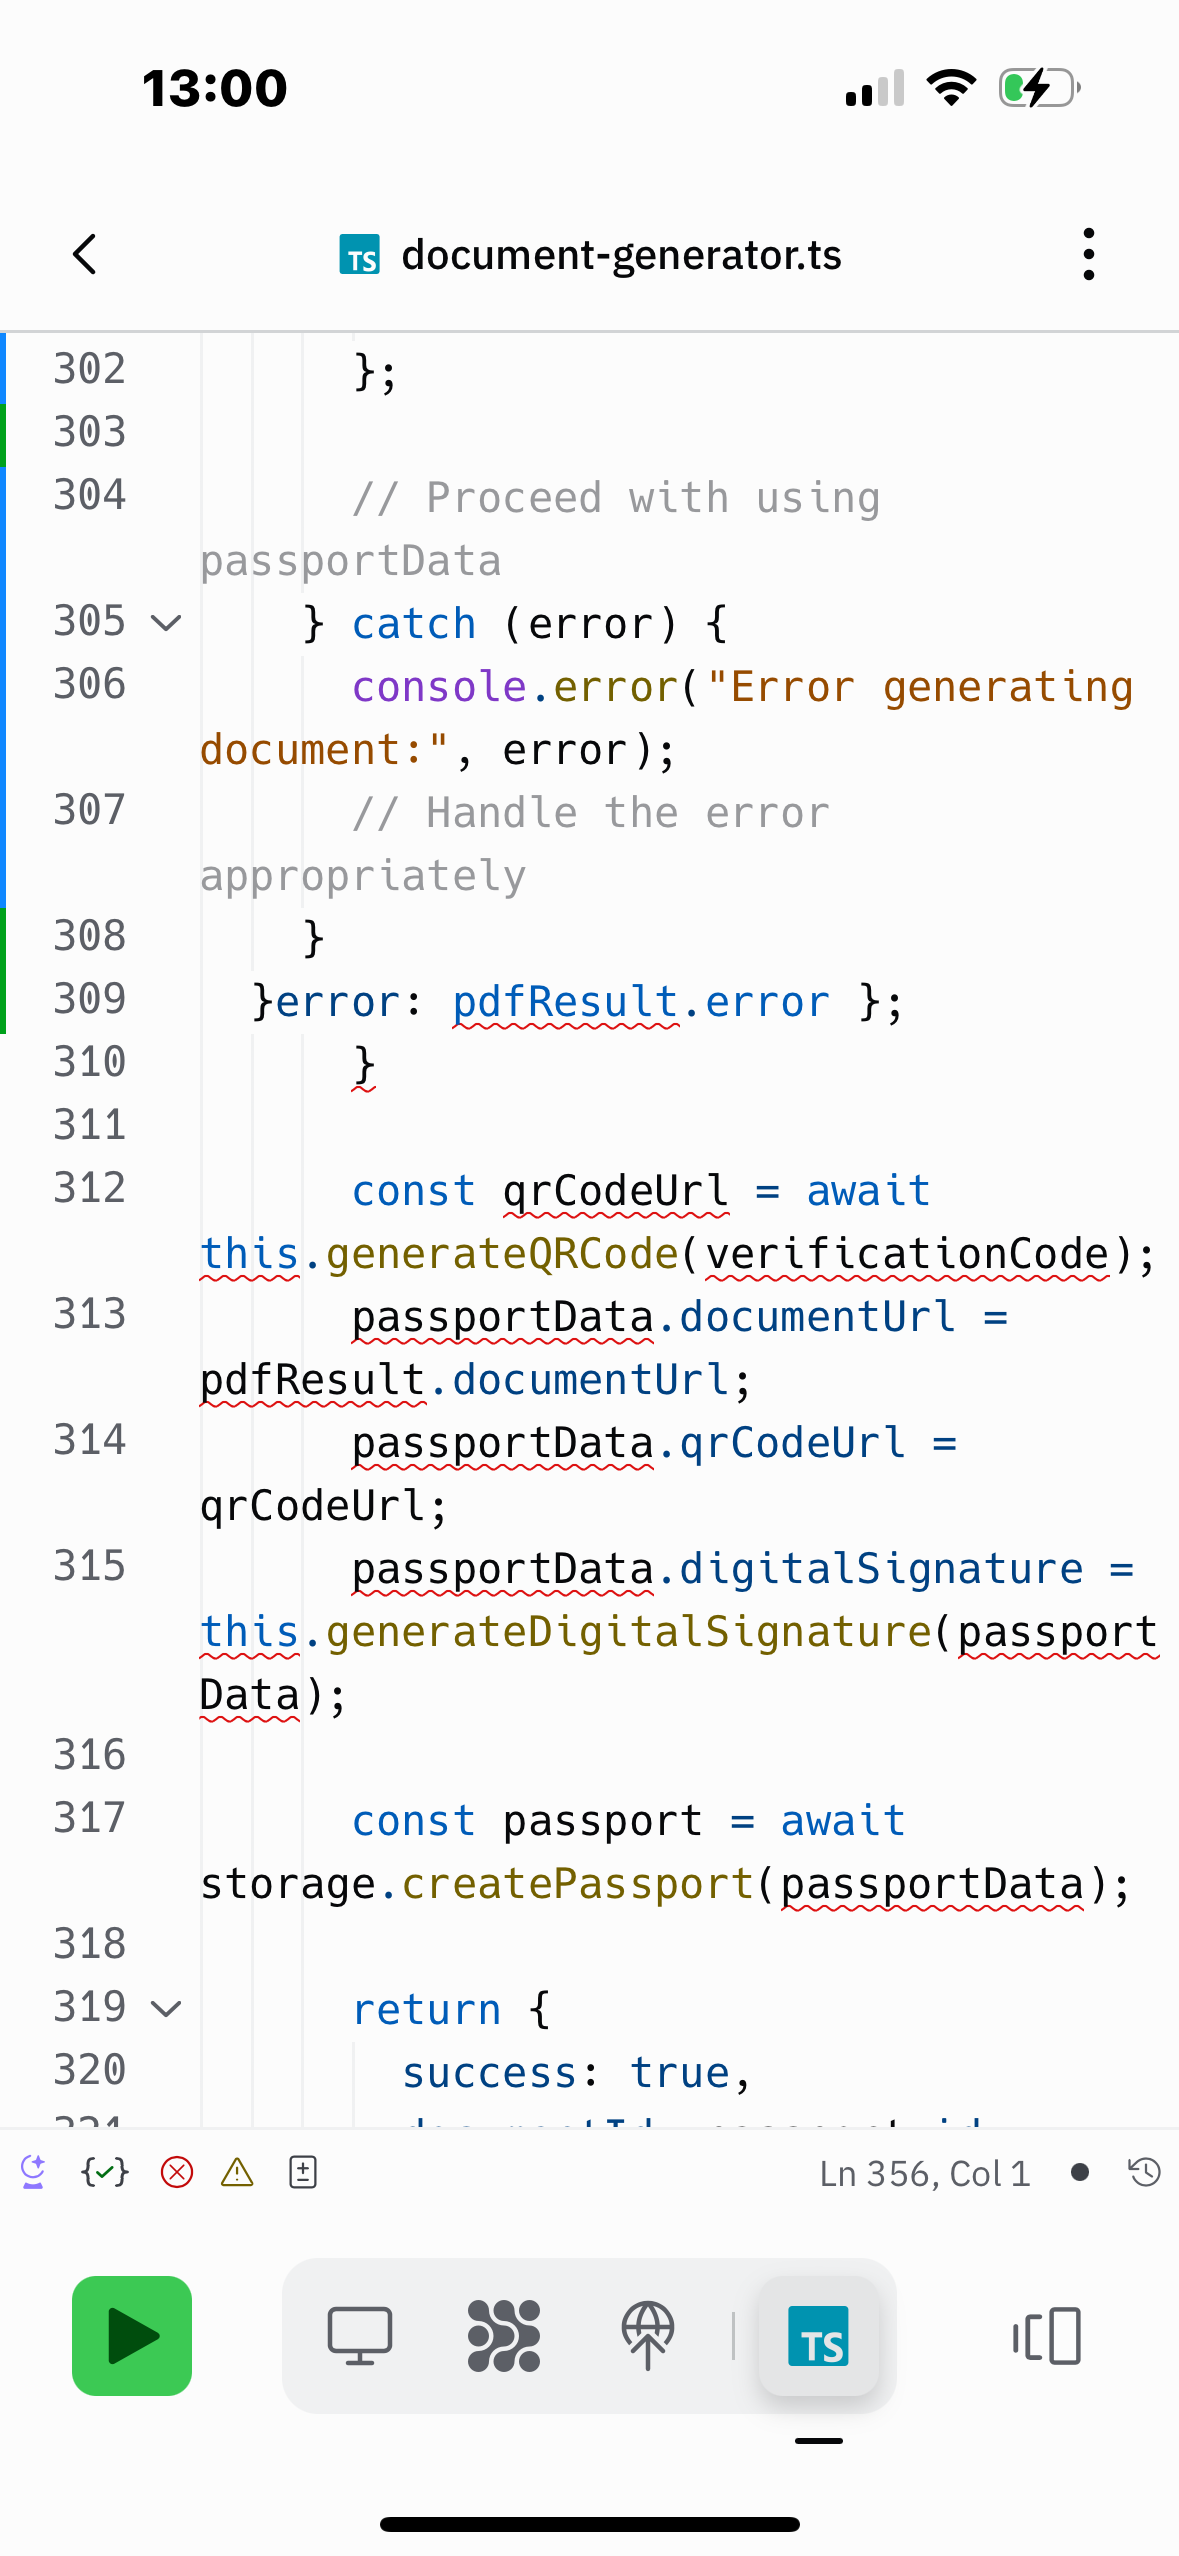 13:00
TS document-generator.ts
302 };
303
304 // Proceed with using
passportData
305 } catch (error) {
306 console.error("Error generating
document:", error);
307 // Handle the error
appropriately
308 }
309 }error: pdfResult.error };
310 }
311
312 const qrCodeUrl = await
this.generateQRCode(verificationCode);
313 passportData.documentUrl =
pdfResult.documentUrl;
314 passportData.qrCodeUrl =
qrCodeUrl;
315 passportData.digitalSignature =
this.generateDigitalSignature(passport
Data);
316
317 const passport = await
storage.createPassport(passportData);
318
319 return {
320 success: true,
Ln 356, Col 1
TS